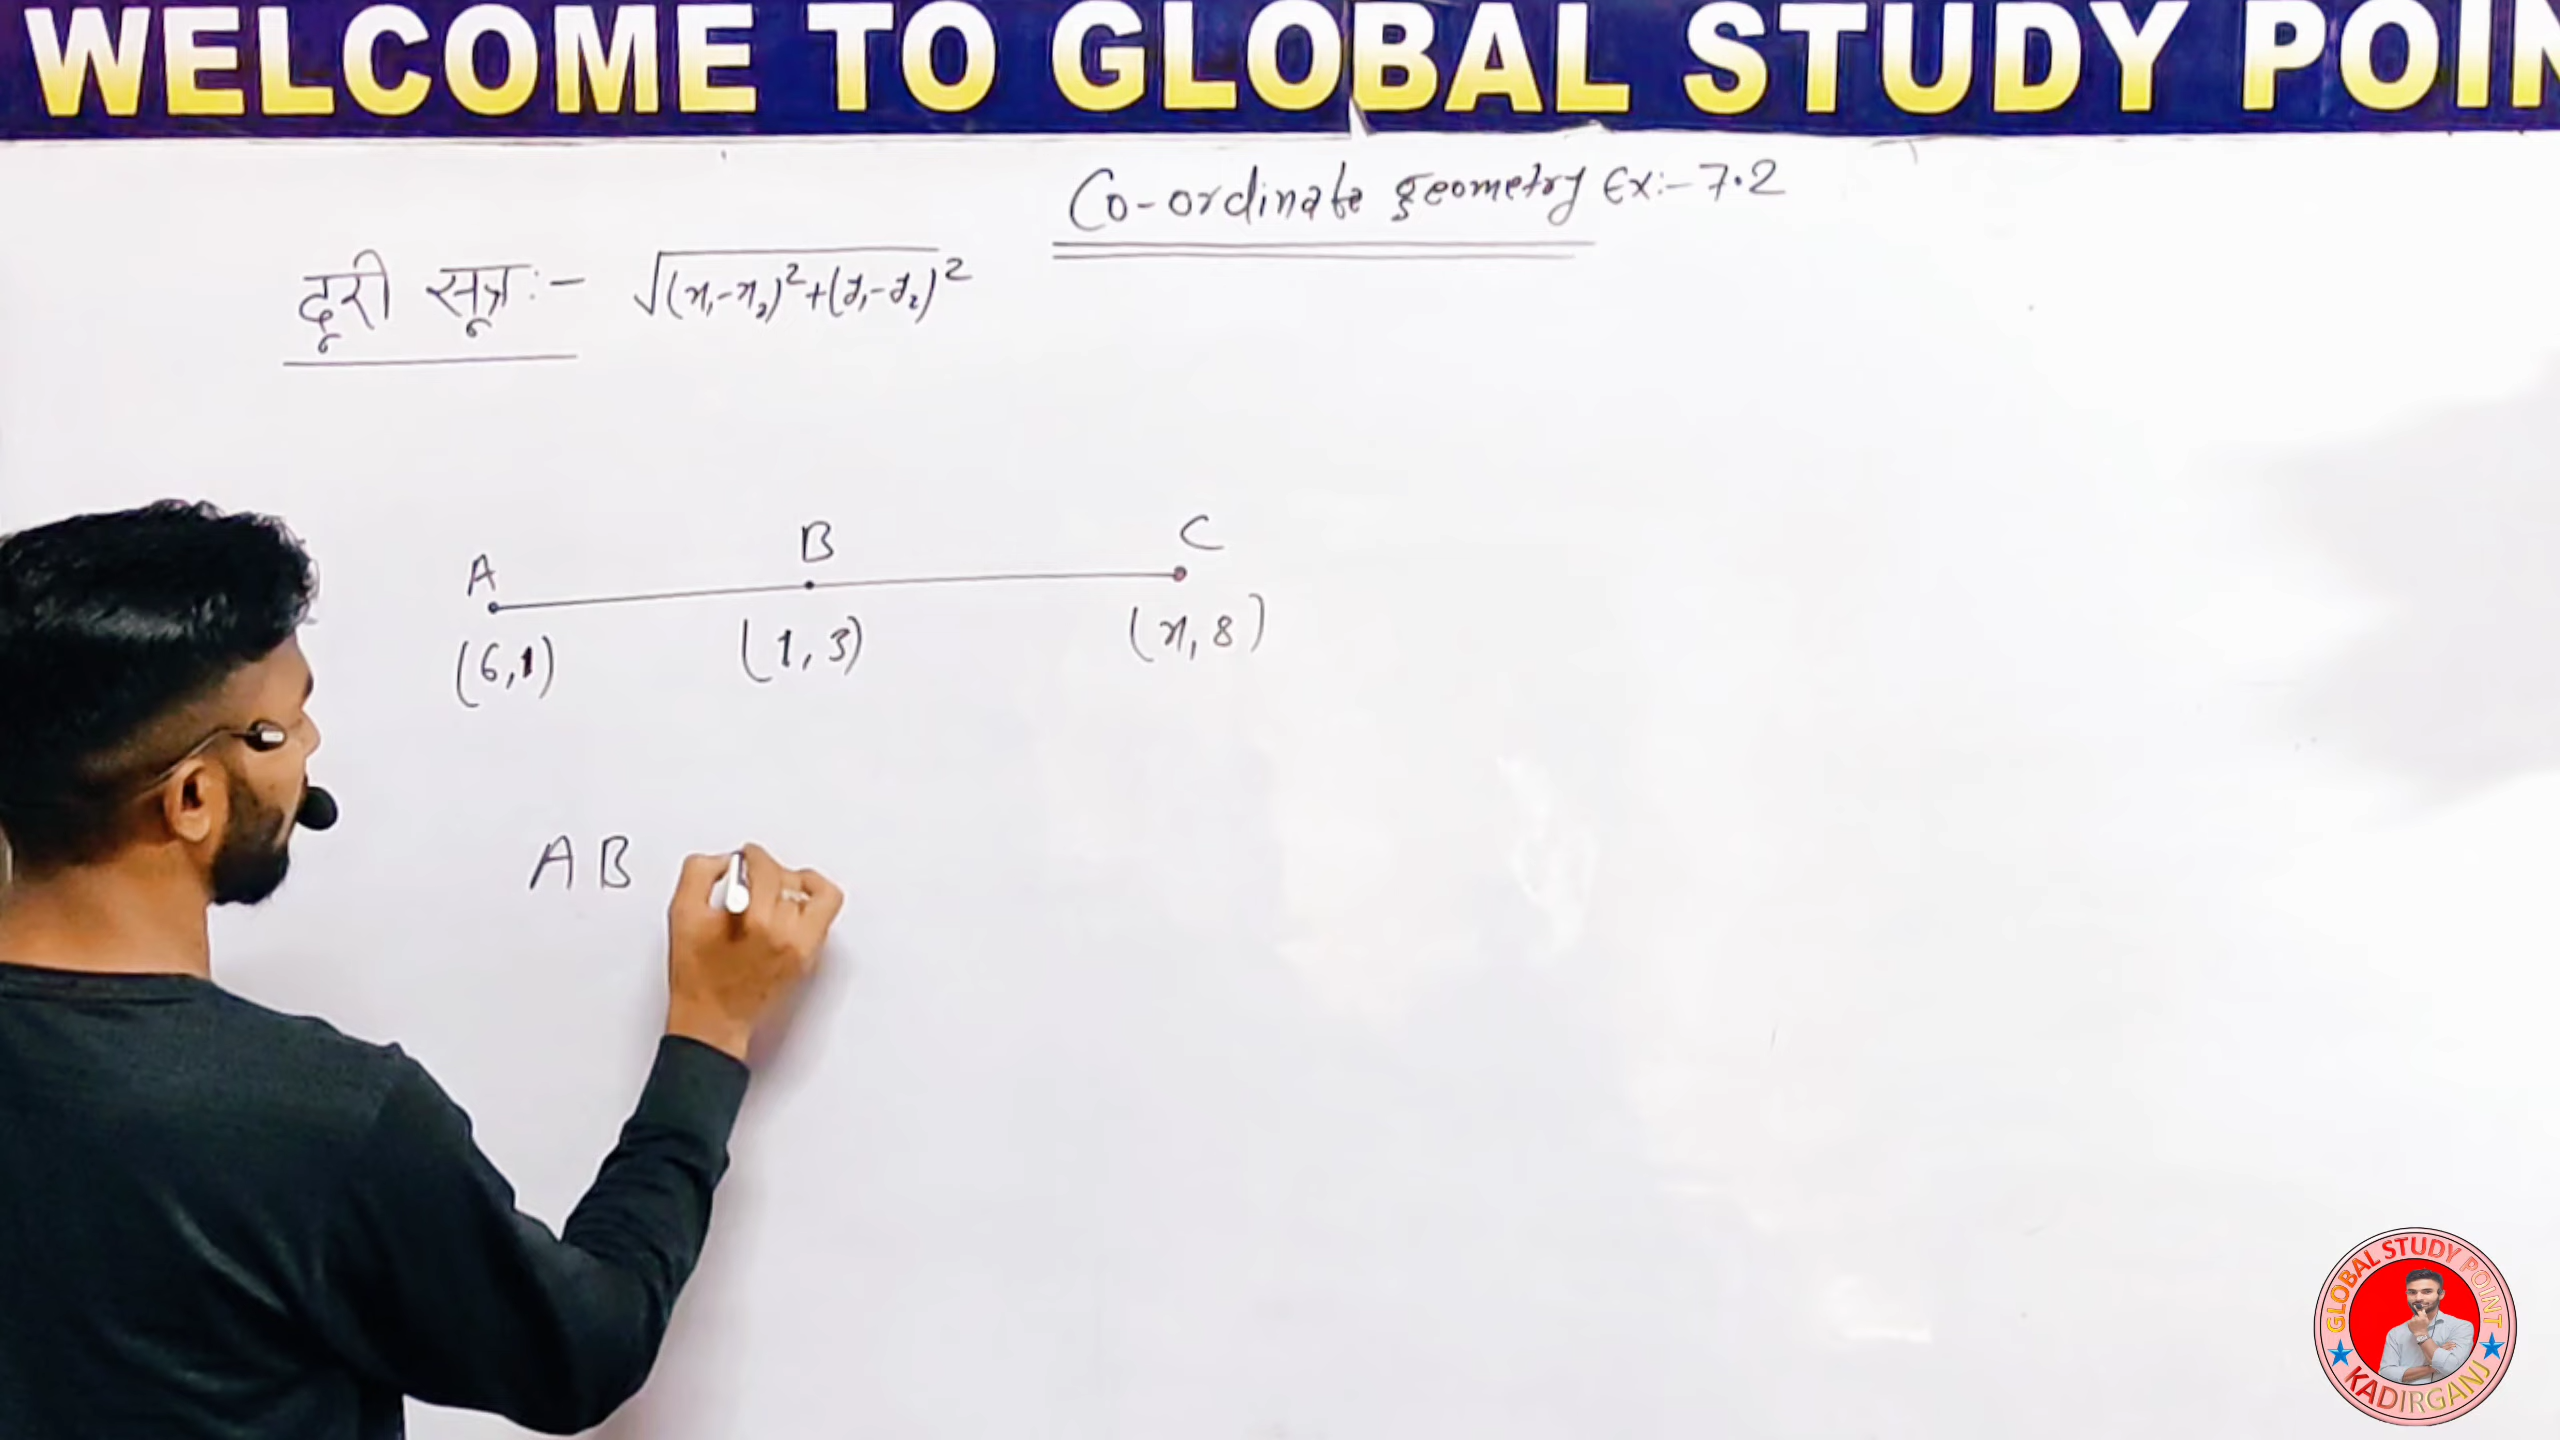 WELCOME TO GLOBAL STUDY POIN
Co-ordinate geometry Ex:- 7.2
दूरी सूत्र:- √(x₁-x₂)²+(y₁-y₂)²
A B C
(6,1) (1,3) (x,8)
AB
GLOBAL STUDY POINT
KADIRGANJ